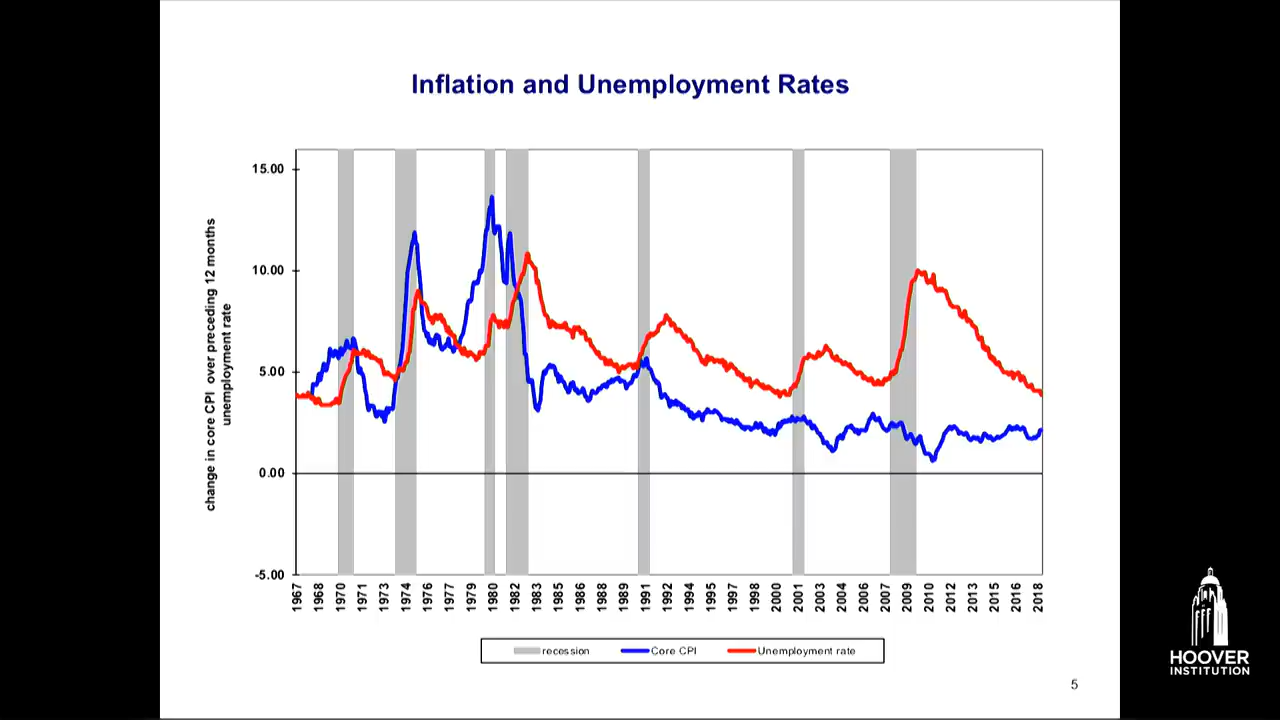 Inflation and Unemployment Rates
change in core CPI over preceding 12 months
unemployment rate
15.00
10.00
5.00
0.00
-5.00
1967 1968 1970 1971 1973 1974 1976 1977 1979 1980 1982 1983 1985 1986 1988 1989 1991 1992 1994 1995 1997 1998 2000 2001 2003 2004 2006 2007 2009 2010 2012 2013 2015 2016 2018
recession Core CPI Unemployment rate
5
HOOVER
INSTITUTION